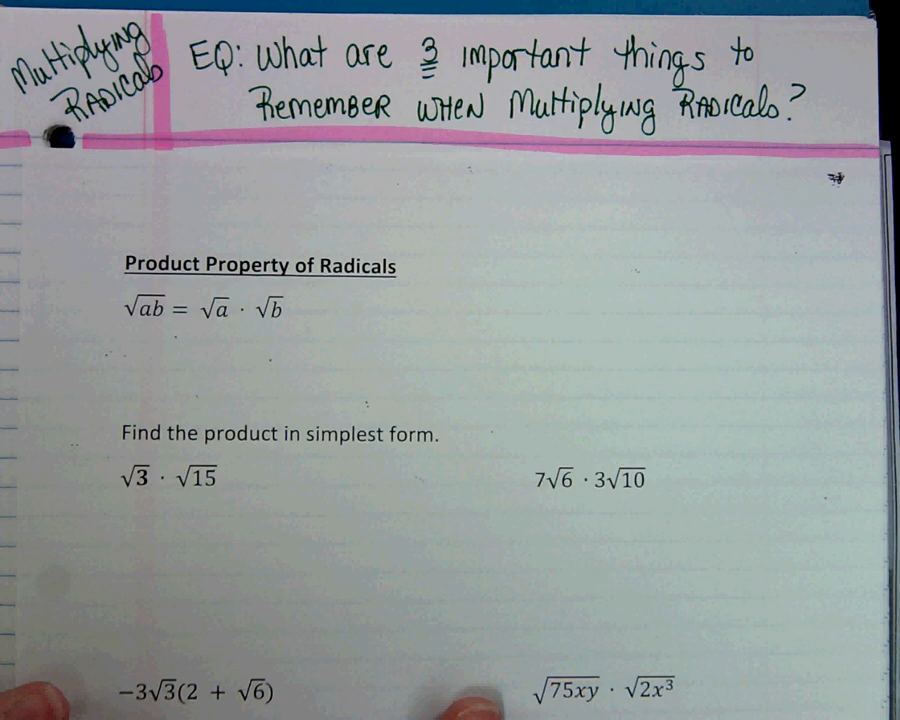 Multiplying
RADICALS
EQ: What are 3 important things to
Remember WHEN Multiplying RADICALS?
Product Property of Radicals
√ab = √a · √b
Find the product in simplest form.
√3 · √15
7√6 · 3√10
−3√3(2 + √6)
√75xy · √2x³